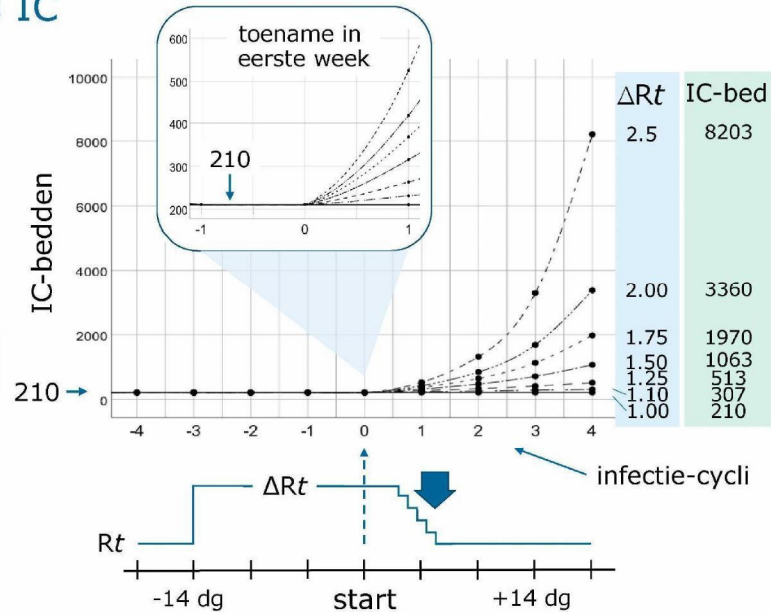 IC
toename in
eerste week
600
500
400
300
200
210
-1 0 1
10000
8000
6000
4000
2000
0
IC-bedden
210
-4 -3 -2 -1 0 1 2 3 4
ΔRt IC-bed
2.5 8203
2.00 3360
1.75 1970
1.50 1063
1.25 513
1.10 307
1.00 210
infectie-cycli
ΔRt
Rt
-14 dg start +14 dg